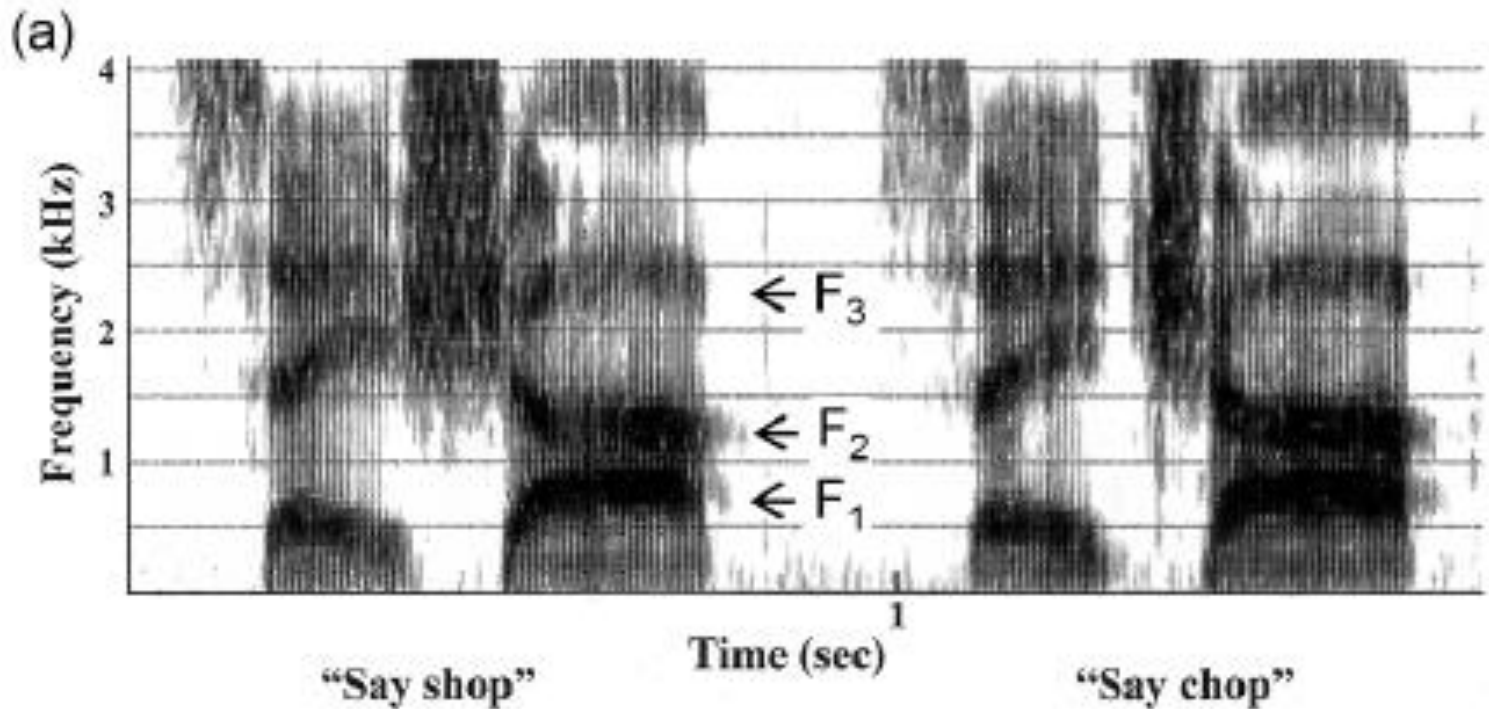 (a)
4
3
2
1
Frequency (kHz)
← F3
← F2
← F1
1
Time (sec)
“Say shop”
“Say chop”